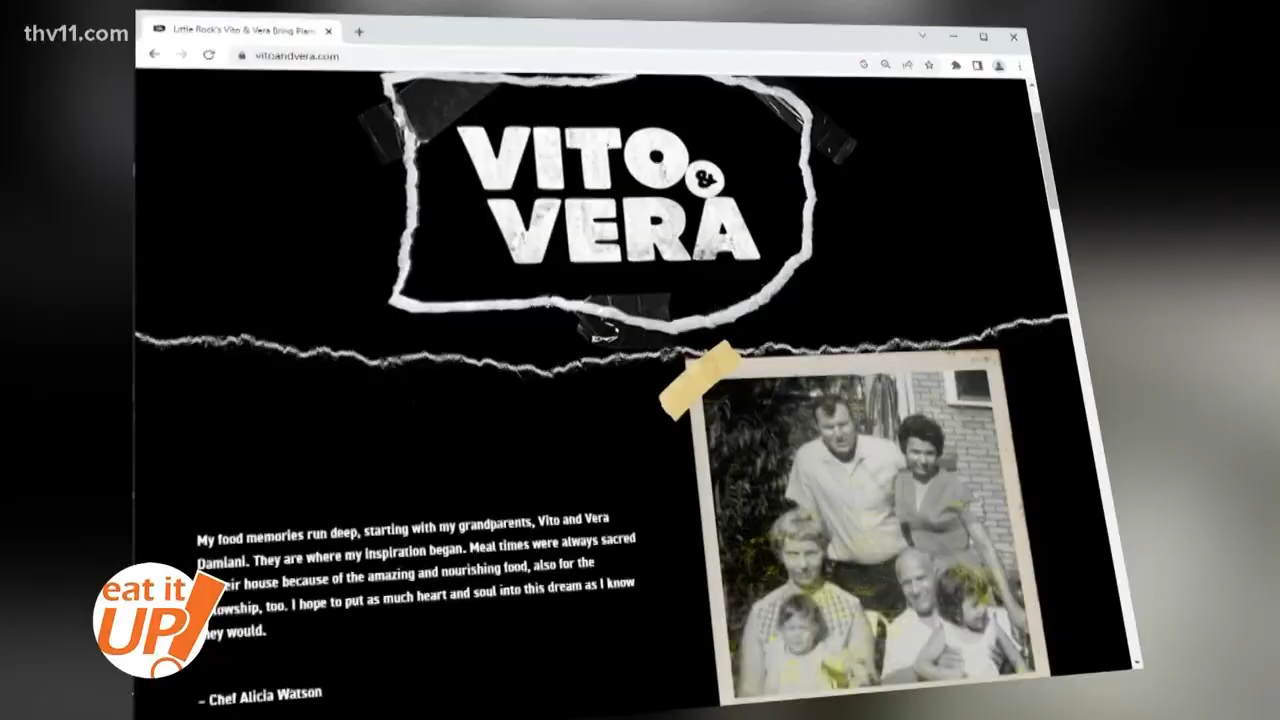 thv11.com
Little Rock's Vito & Vera Bring Plan
vitoandvera.com
VITO
&
VERA
My food memories run deep, starting with my grandparents, Vito and Vera
Damiani. They are where my inspiration began. Meal times were always sacred
house because of the amazing and nourishing food, also for the
too. I hope to put as much heart and soul into this dream as I know
would.
– Chef Alicia Watson
eat it
UP!